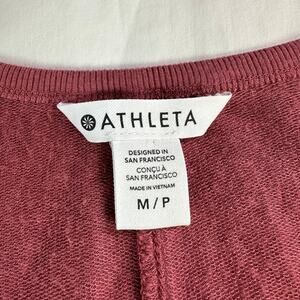 ATHLETA
DESIGNED IN
SAN FRANCISCO
CONÇU À
SAN FRANCISCO
MADE IN VIETNAM
M/P